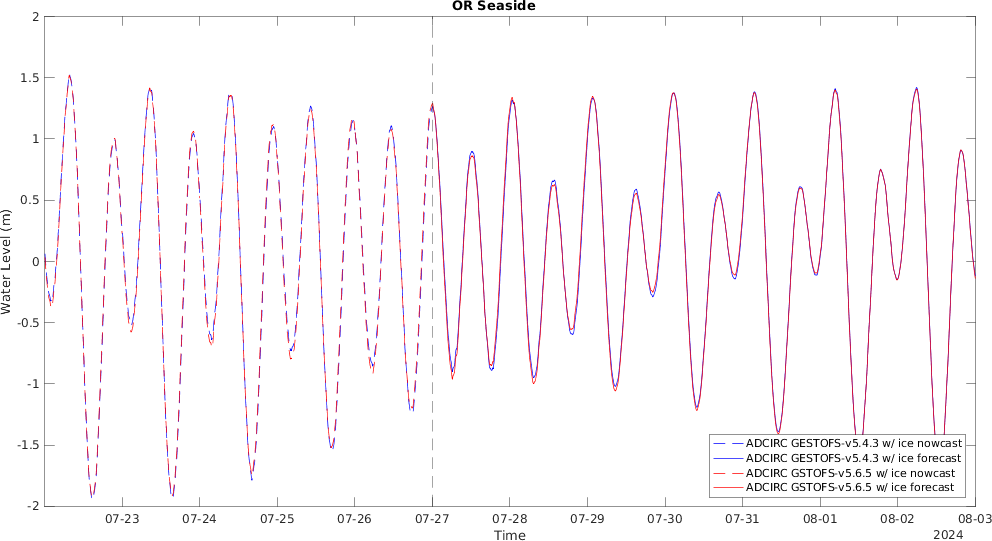 OR Seaside
2
1.5
1
0.5
0
-0.5
-1
-1.5
-2
Water Level (m)
07-23 07-24 07-25 07-26 07-27 07-28 07-29 07-30 07-31 08-01 08-02 08-03
Time
2024
ADCIRC GESTOFS-v5.4.3 w/ ice nowcast
ADCIRC GESTOFS-v5.4.3 w/ ice forecast
ADCIRC GSTOFS-v5.6.5 w/ ice nowcast
ADCIRC GSTOFS-v5.6.5 w/ ice forecast